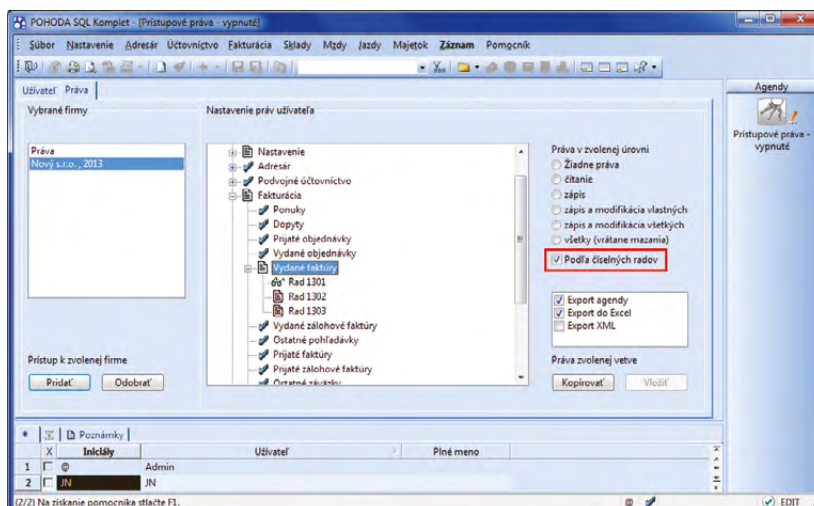 POHODA SQL Komplet - [Prístupové práva - vypnuté]
Súbor Nastavenie Adresár Účtovníctvo Fakturácia Sklady Mzdy Jazdy Majetok Záznam Pomocník
Užívateľ Práva
Agendy
Prístupové práva -
vypnuté
Vybrané firmy
Práva
Nový s.r.o., 2013
Prístup k zvolenej firme
Pridať Odobrať
Nastavenie práv užívateľa
Nastavenie
Adresár
Podvojné účtovníctvo
Fakturácia
Ponuky
Dopyty
Prijaté objednávky
Vydané objednávky
Vydané faktúry
Rad 1301
Rad 1302
Rad 1303
Vydané zálohové faktúry
Ostatné pohľadávky
Prijaté faktúry
Prijaté zálohové faktúry
Ostatné záväzky
Práva v zvolenej úrovni
Žiadne práva
čítanie
zápis
zápis a modifikácia vlastných
zápis a modifikácia všetkých
všetky (vrátane mazania)
Podľa číselných radov
Export agendy
Export do Excel
Export XML
Práva zvolenej vetve
Kopírovať Vložiť
* Poznámky
X Iniciály Užívateľ Plné meno
1 @ Admin
2 JN JN
(2/2) Na získanie pomocníka stlačte F1. @ EDIT